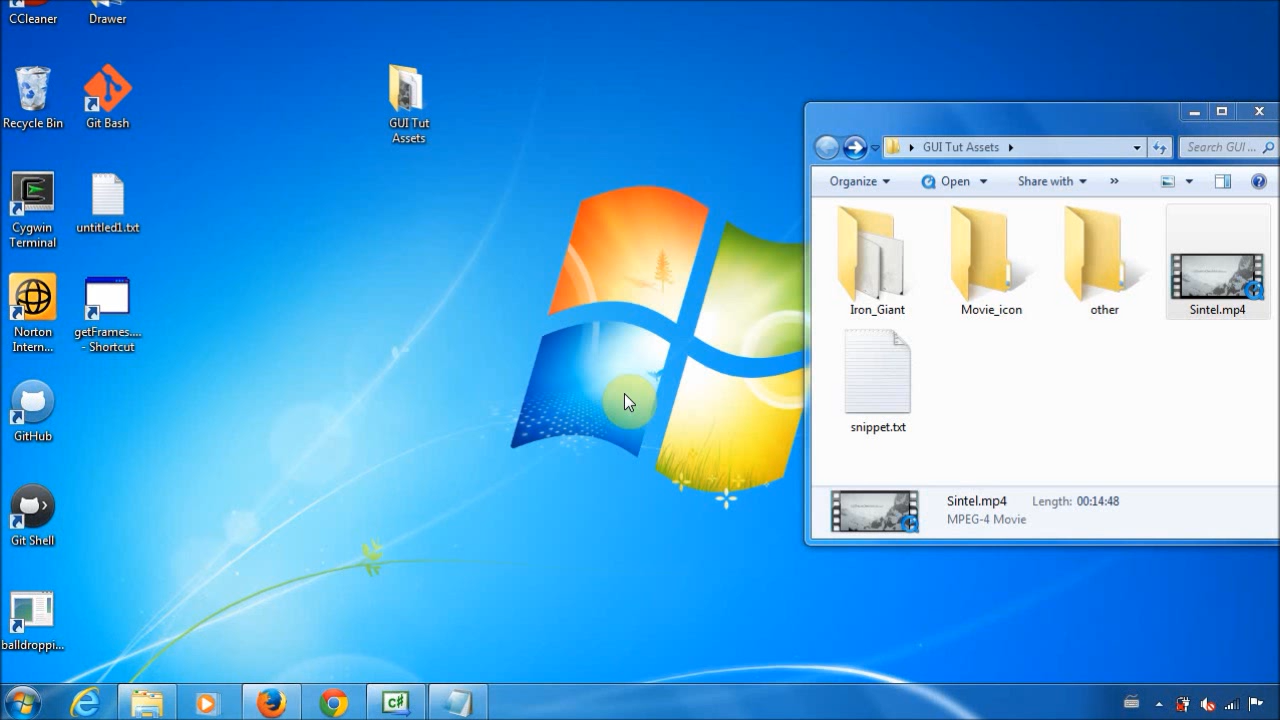 CCleaner
Drawer
Recycle Bin
Git Bash
GUI Tut
Assets
Cygwin
Terminal
untitled1.txt
Norton
Intern...
getFrames....
- Shortcut
GitHub
Git Shell
balldroppi...
GUI Tut Assets
Search GUI ...
Organize
Open
Share with
»
Iron_Giant
Movie_icon
other
Sintel.mp4
snippet.txt
Sintel.mp4 Length: 00:14:48
MPEG-4 Movie
C#